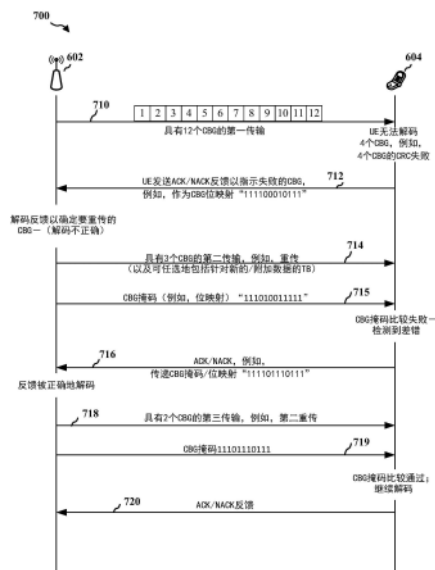 700
602
604
710
1 2 3 4 5 6 7 8 9 10 11 12
具有12个CBG的第一传输
UE无法解码
4个CBG，例如，
4个CBG的CRC失败
UE发送ACK/NACK反馈以指示失败的CBG，
712
例如，作为CBG位映射“111100010111”
解码反馈以确定要重传的
CBG－（解码不正确）
714
具有3个CBG的第二传输，例如，重传
（以及可任选地包括针对新的/附加数据的TB）
CBG掩码（例如，位映射）“111010011111”
715
CBG掩码比较失败－
检测到差错
716
ACK/NACK，例如，
传递CBG掩码/位映射“111101110111”
反馈被正确地解码
718
具有2个CBG的第三传输，例如，第二重传
CBG掩码11101110111
719
CBG掩码比较通过；
继续解码
720
ACK/NACK反馈